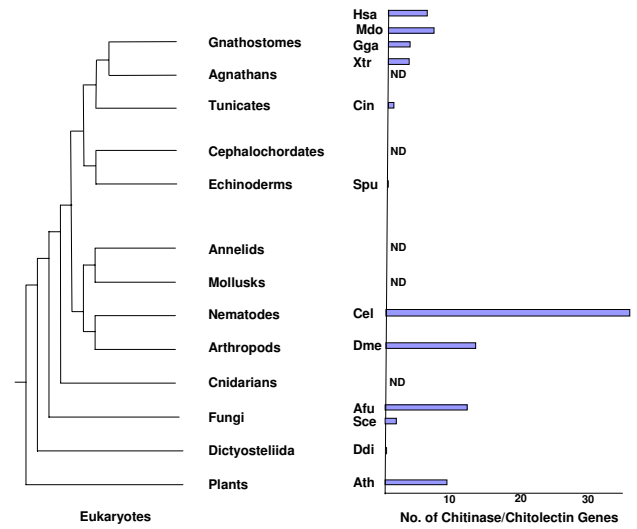 Hsa
Mdo
Gnathostomes Gga
Xtr
Agnathans ND
Tunicates Cin
Cephalochordates ND
Echinoderms Spu
Annelids ND
Mollusks ND
Nematodes Cel
Arthropods Dme
Cnidarians ND
Afu
Fungi Sce
Dictyosteliida Ddi
Plants Ath
10 20 30
Eukaryotes No. of Chitinase/Chitolectin Genes